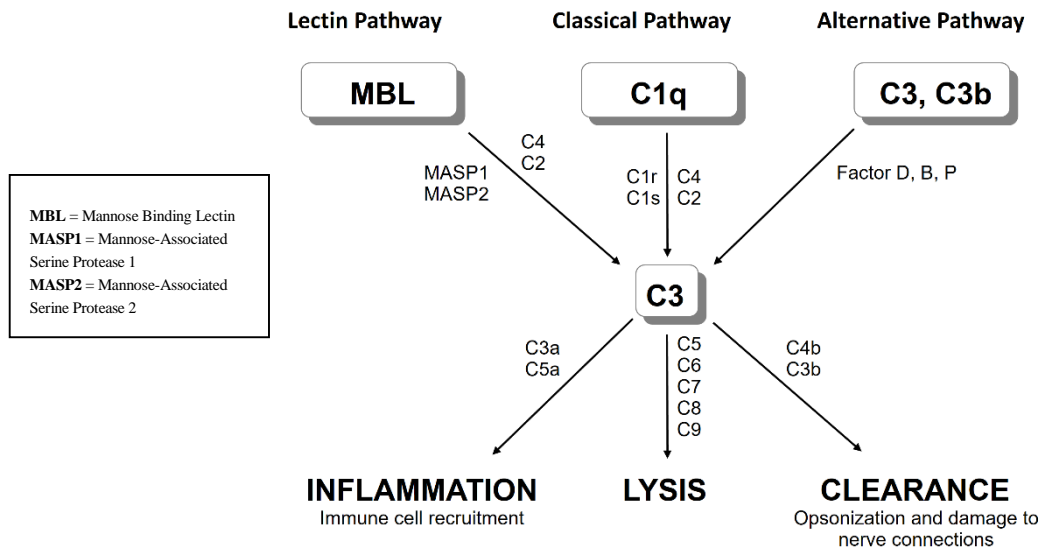 Lectin Pathway
Classical Pathway
Alternative Pathway
MBL
C1q
C3, C3b
C4
C2
MASP1
MASP2
C1r
C1s
C4
C2
Factor D, B, P
MBL = Mannose Binding Lectin
MASP1 = Mannose-Associated
Serine Protease 1
MASP2 = Mannose-Associated
Serine Protease 2
C3
C3a
C5a
C5
C6
C7
C8
C9
C4b
C3b
INFLAMMATION
Immune cell recruitment
LYSIS
CLEARANCE
Opsonization and damage to
nerve connections